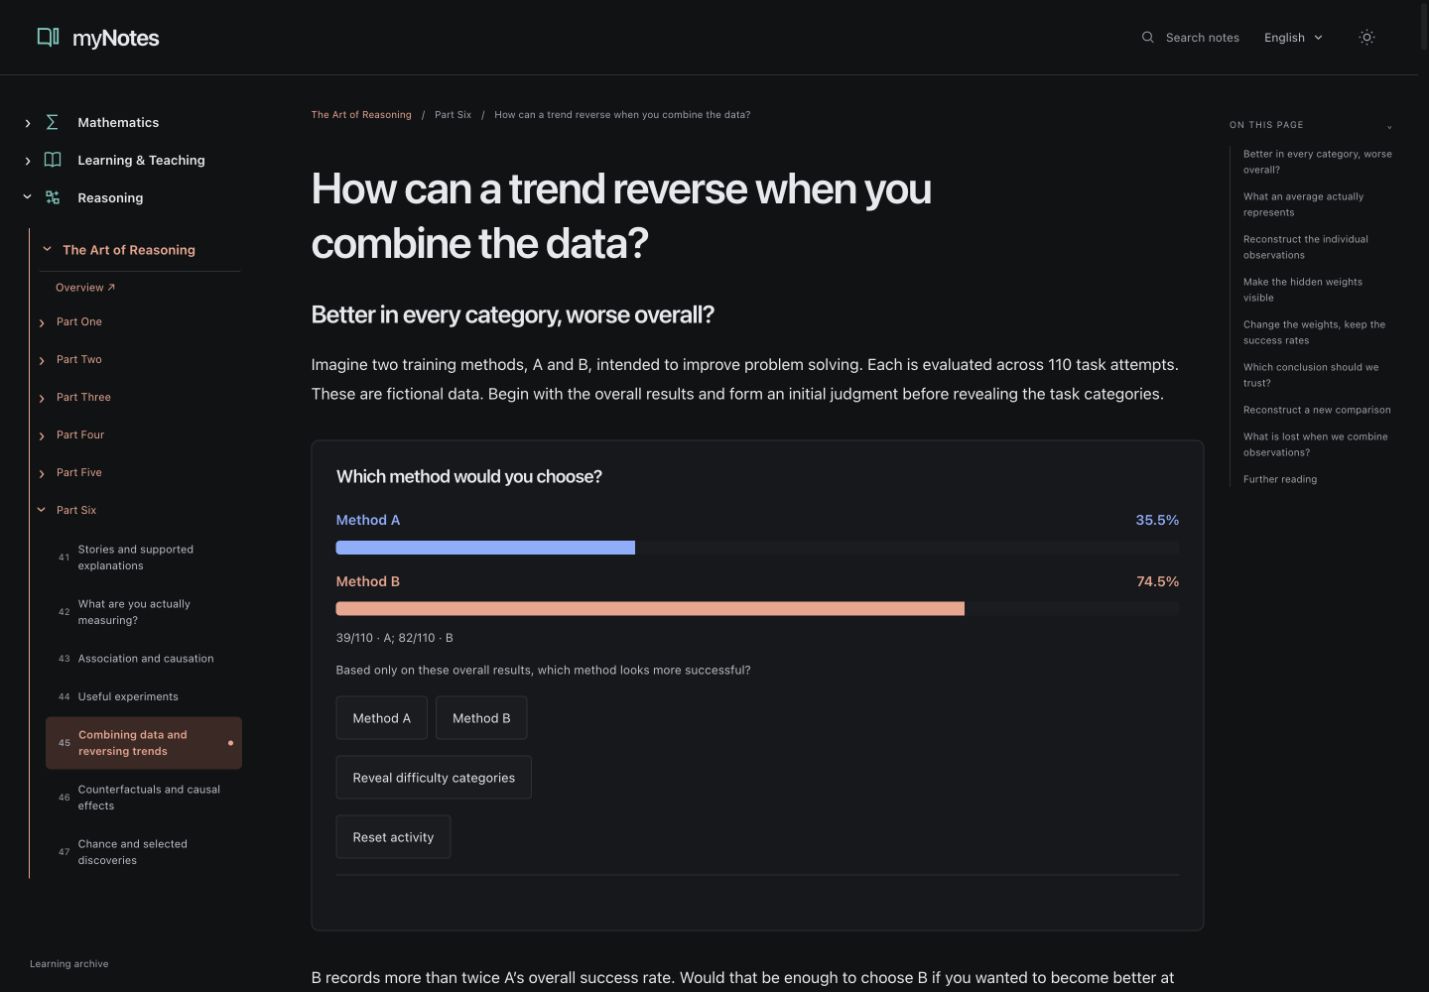 myNotes
Search notes
English
Mathematics
Learning & Teaching
Reasoning
The Art of Reasoning
Overview ↗
Part One
Part Two
Part Three
Part Four
Part Five
Part Six
41 Stories and supported
explanations
42 What are you actually
measuring?
43 Association and causation
44 Useful experiments
45 Combining data and
reversing trends
46 Counterfactuals and causal
effects
47 Chance and selected
discoveries
Learning archive
The Art of Reasoning / Part Six / How can a trend reverse when you combine the data?
How can a trend reverse when you
combine the data?
Better in every category, worse overall?
Imagine two training methods, A and B, intended to improve problem solving. Each is evaluated across 110 task attempts.
These are fictional data. Begin with the overall results and form an initial judgment before revealing the task categories.
Which method would you choose?
Method A 35.5%
Method B 74.5%
39/110 · A; 82/110 · B
Based only on these overall results, which method looks more successful?
Method A Method B
Reveal difficulty categories
Reset activity
B records more than twice A’s overall success rate. Would that be enough to choose B if you wanted to become better at
ON THIS PAGE
Better in every category, worse
overall?
What an average actually
represents
Reconstruct the individual
observations
Make the hidden weights
visible
Change the weights, keep the
success rates
Which conclusion should we
trust?
Reconstruct a new comparison
What is lost when we combine
observations?
Further reading